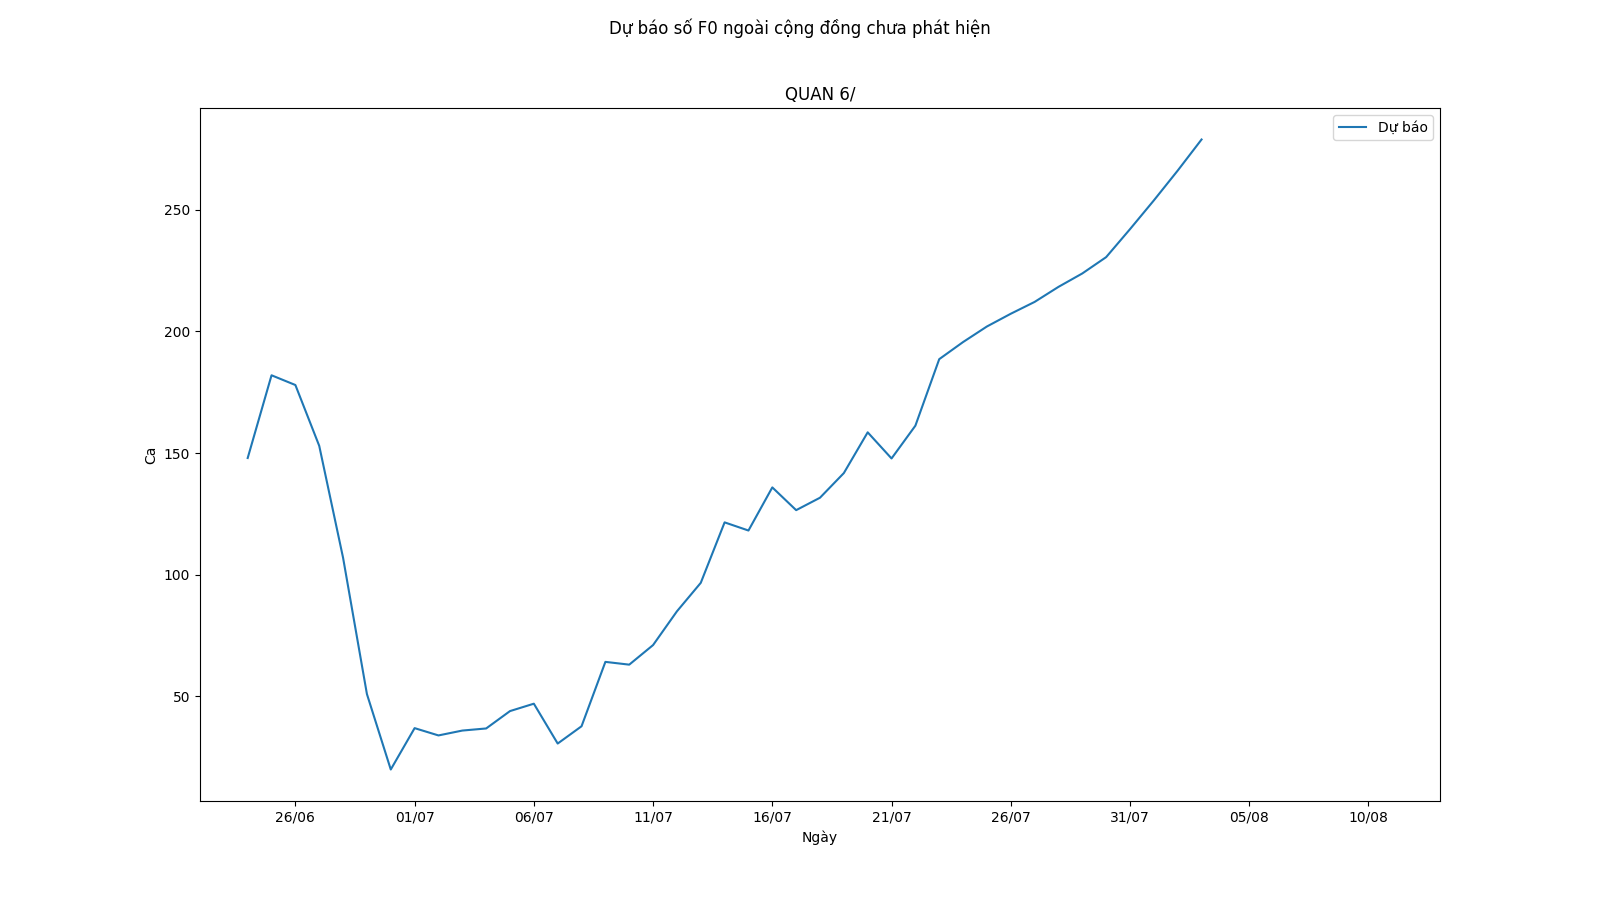 Dự báo số F0 ngoài cộng đồng chưa phát hiện
QUAN 6/
Dự báo
250
200
150
100
50
Ca
26/06 01/07 06/07 11/07 16/07 21/07 26/07 31/07 05/08 10/08
Ngày